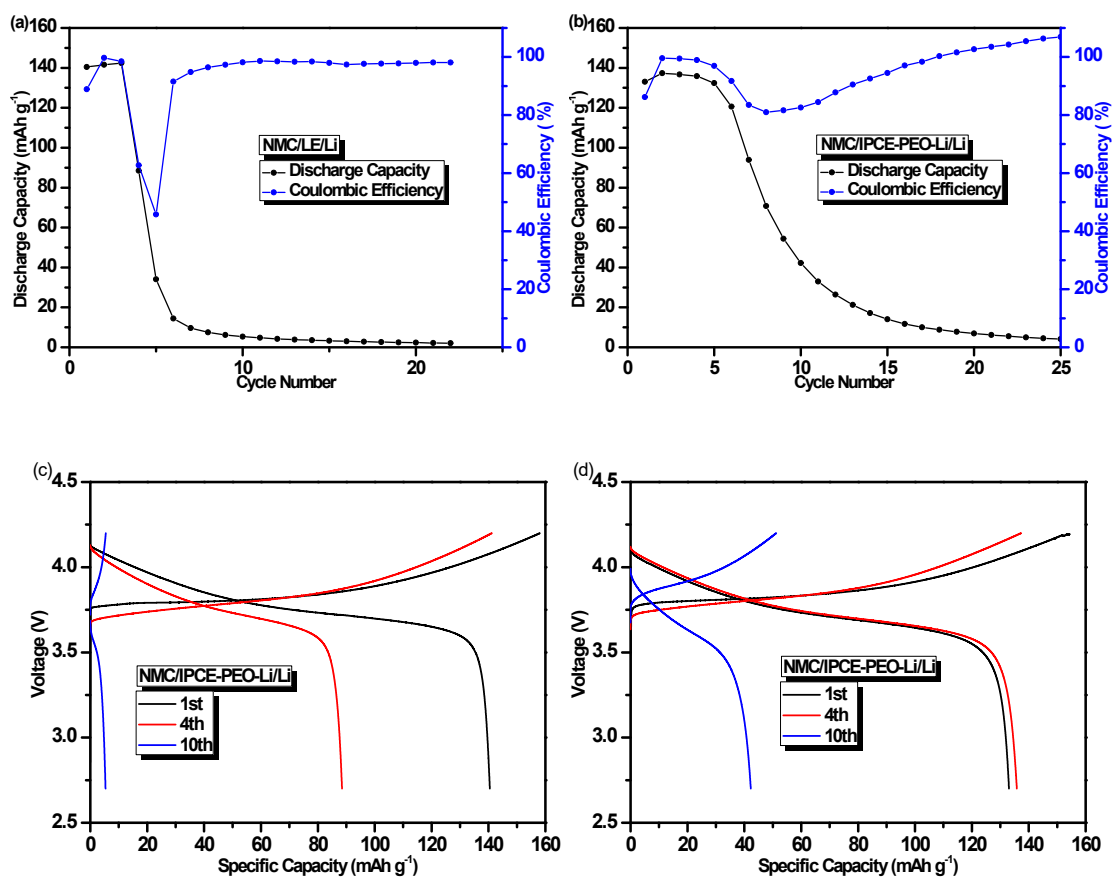 (a)
160
140
120
100
80
60
40
20
0
Discharge Capacity (mAh g⁻¹)
0
10
20
Cycle Number
100
80
60
40
20
0
Coulombic Efficiency ( %)
NMC/LE/Li
Discharge Capacity
Coulombic Efficiency
(b)
160
140
120
100
80
60
40
20
0
Discharge Capacity (mAh g⁻¹)
0
5
10
15
20
25
Cycle Number
100
80
60
40
20
0
Coulombic Efficiency ( %)
NMC/IPCE-PEO-Li/Li
Discharge Capacity
Coulombic Efficiency
(c)
4.5
4.0
3.5
3.0
2.5
Voltage (V)
0
20
40
60
80
100
120
140
160
Specific Capacity (mAh g⁻¹)
NMC/IPCE-PEO-Li/Li
1st
4th
10th
(d)
4.5
4.0
3.5
3.0
2.5
Voltage (V)
0
20
40
60
80
100
120
140
160
Specific Capacity (mAh g⁻¹)
NMC/IPCE-PEO-Li/Li
1st
4th
10th